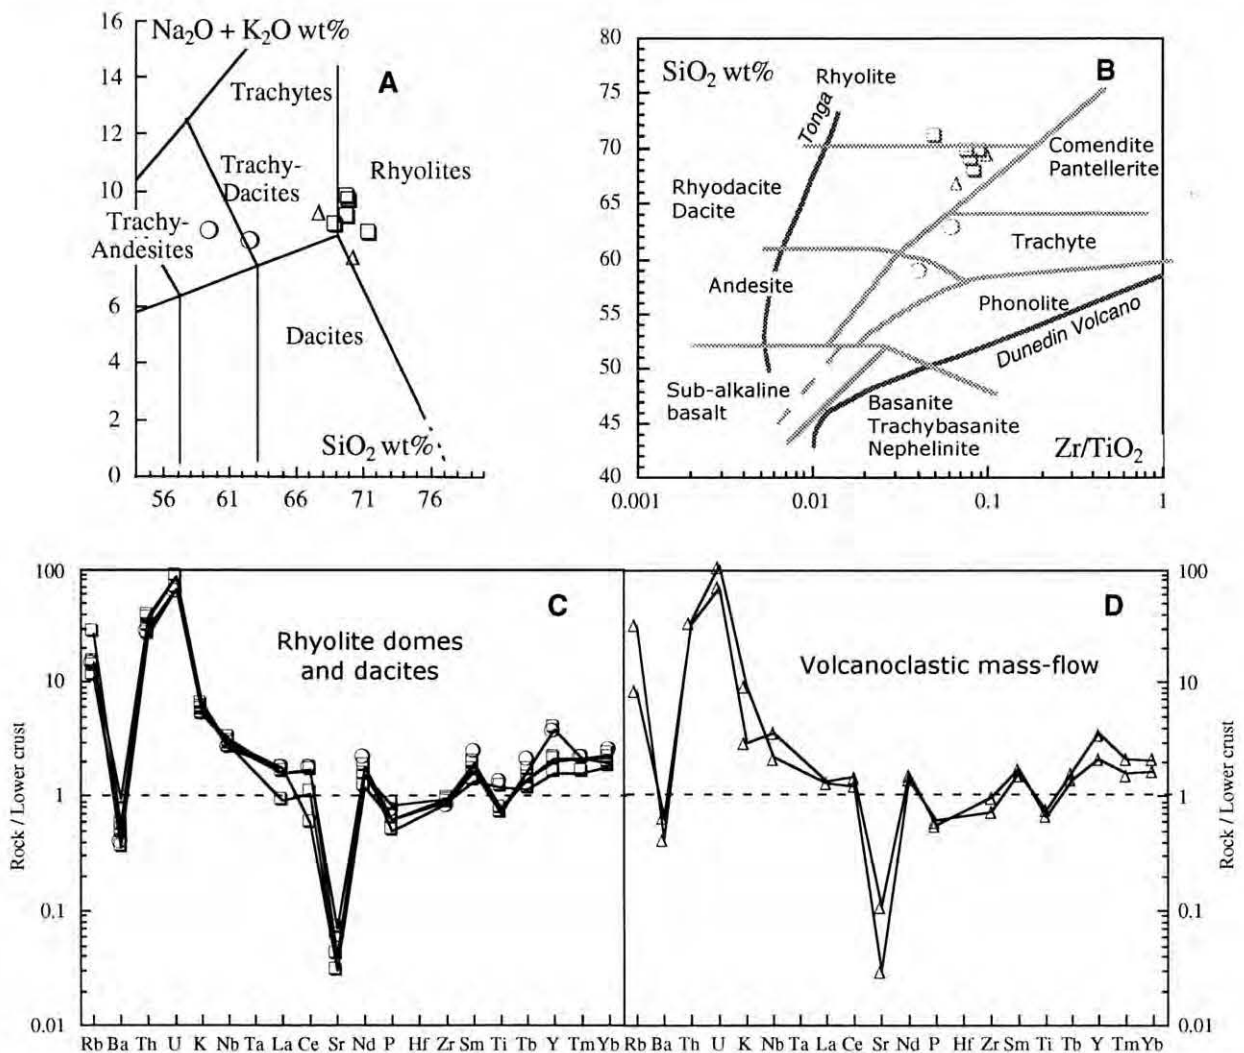 Na2O + K2O wt%
A
Trachytes
Trachy-
Dacites
Rhyolites
Trachy-
Andesites
Dacites
SiO2 wt%
16
14
12
10
8
6
4
2
0
56
61
66
71
76
SiO2 wt%
B
Tonga
Rhyolite
Comendite
Pantellerite
Rhyodacite
Dacite
Trachyte
Andesite
Phonolite
Dunedin Volcano
Sub-alkaline
basalt
Basanite
Trachybasanite
Nephelinite
Zr/TiO2
80
75
70
65
60
55
50
45
40
0.001
0.01
0.1
1
C
Rhyolite domes
and dacites
Rock / Lower crust
100
10
1
0.1
0.01
Rb Ba Th U K Nb Ta La Ce Sr Nd P Hf Zr Sm Ti Tb Y Tm Yb
D
Volcanoclastic mass-flow
100
10
1
0.1
0.01
Rock / Lower crust
Rb Ba Th U K Nb Ta La Ce Sr Nd P Hf Zr Sm Ti Tb Y Tm Yb